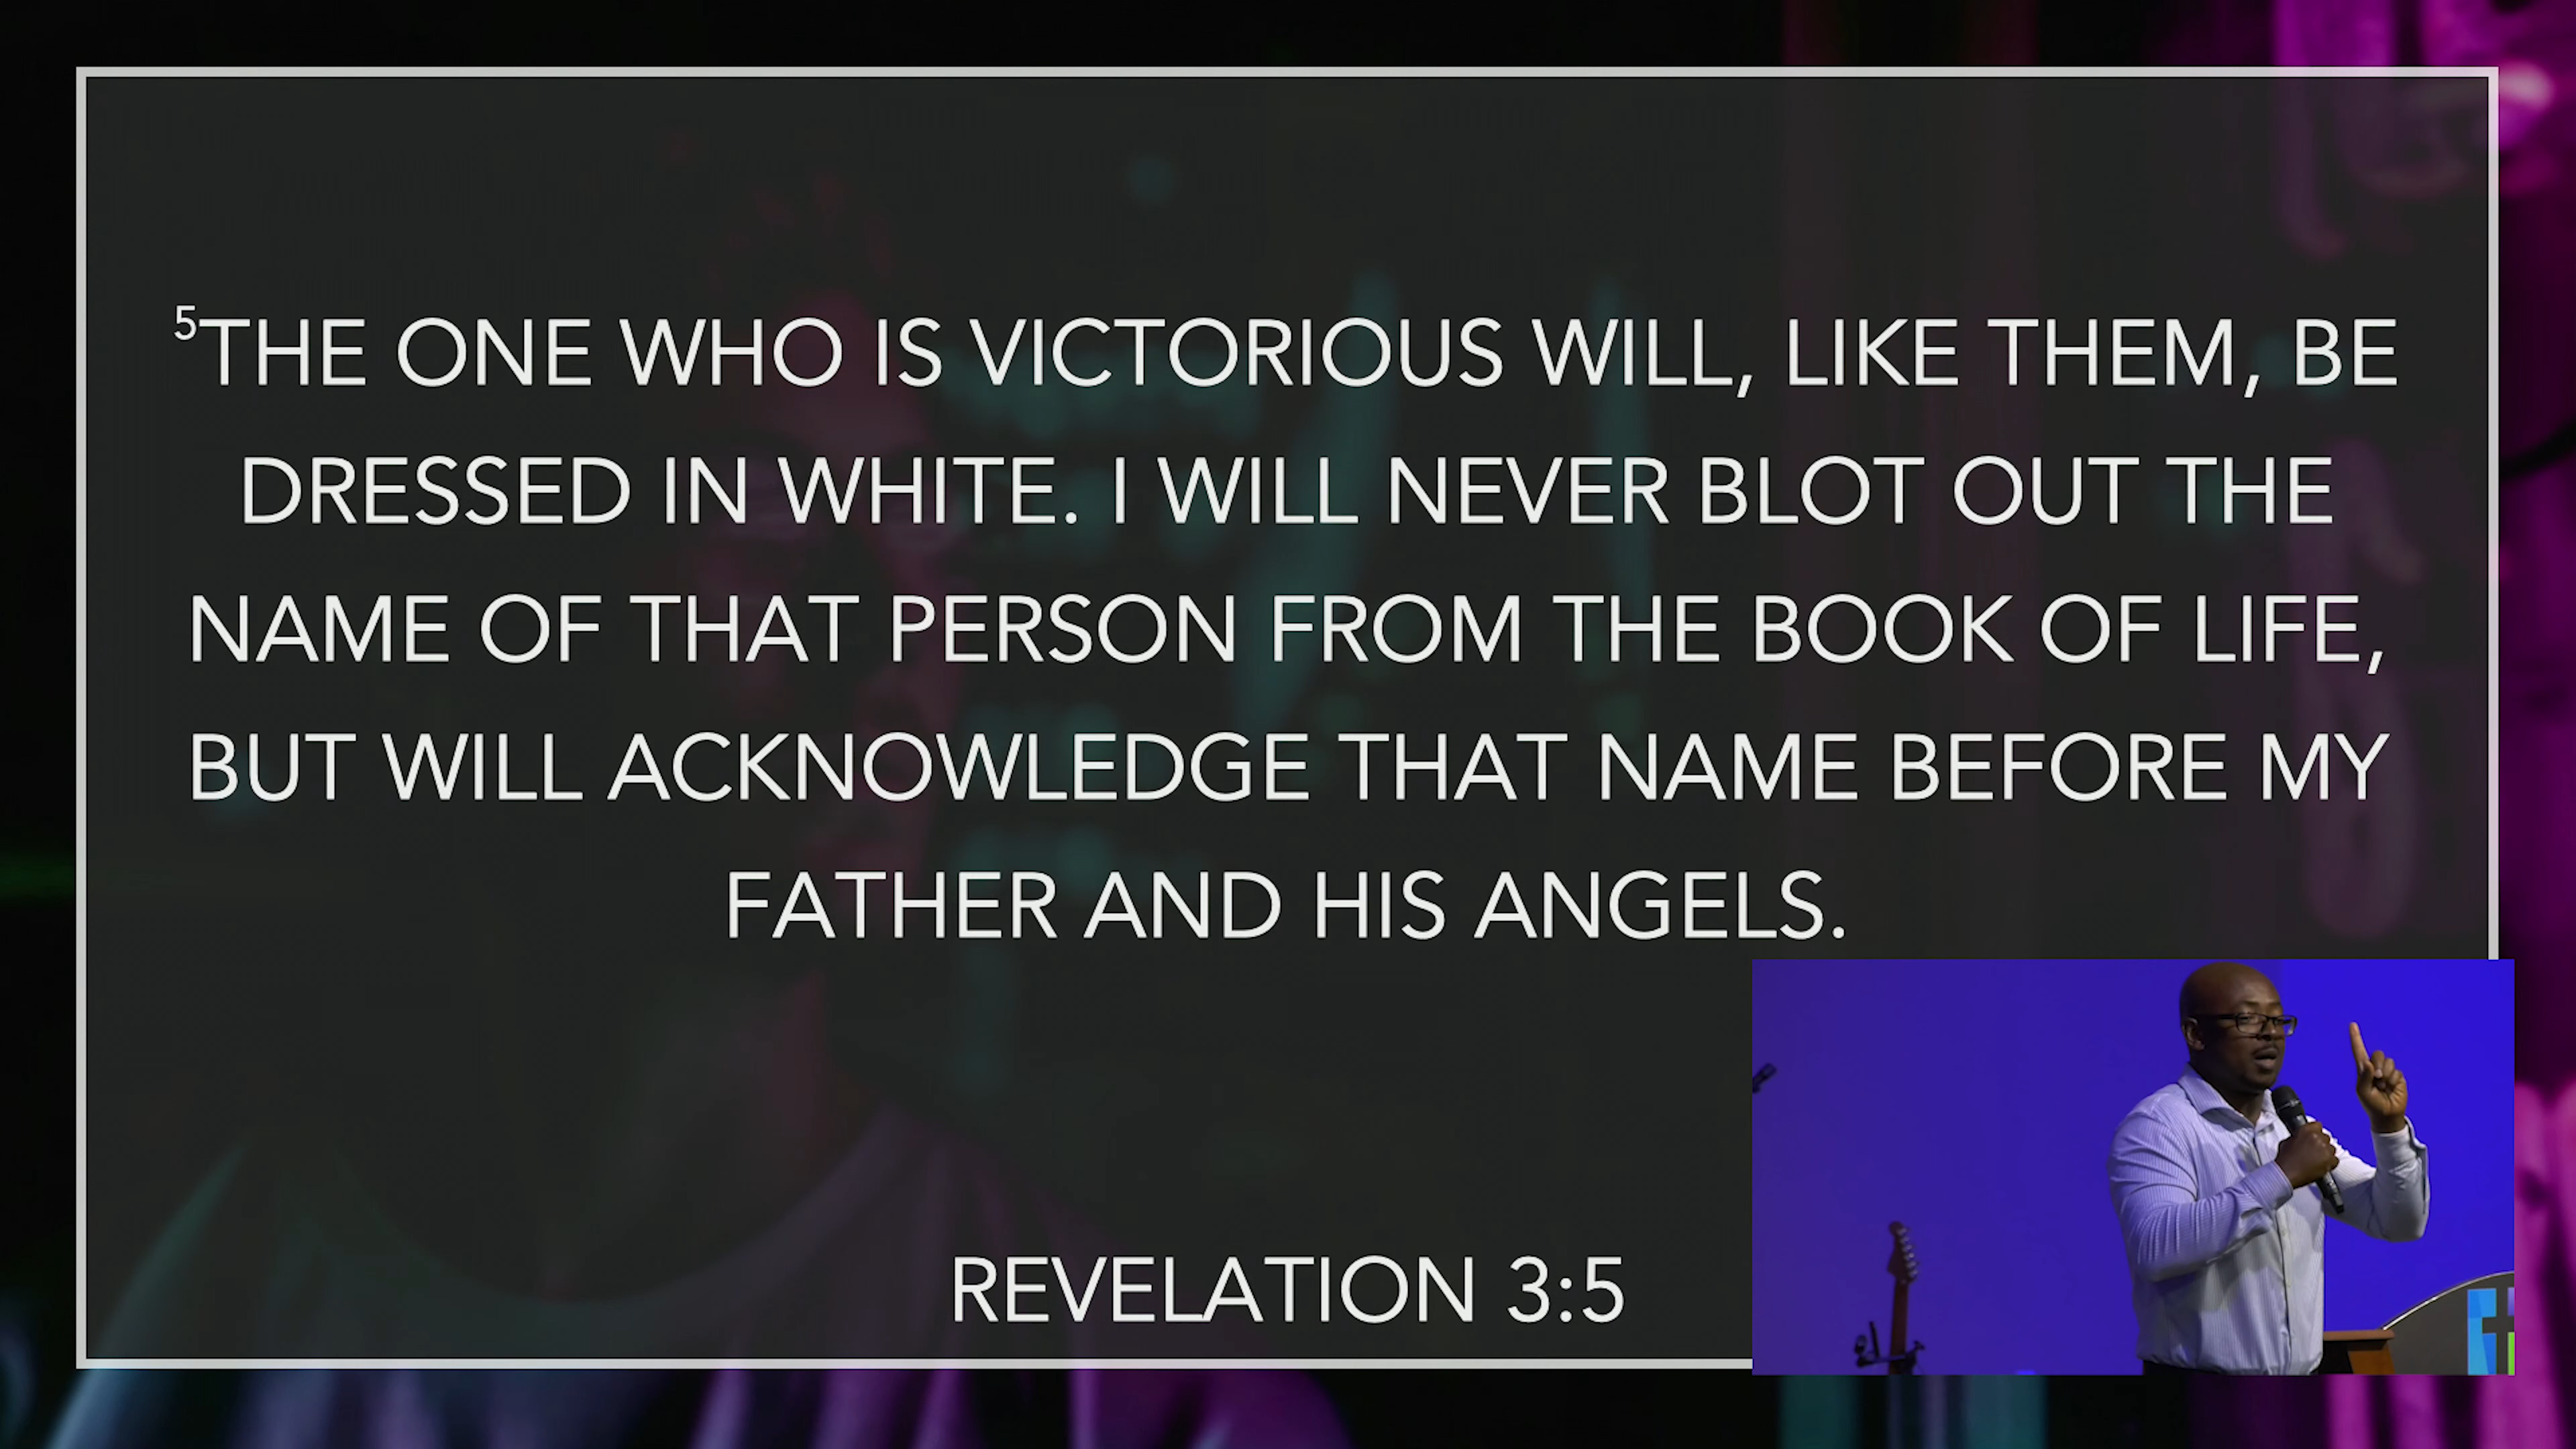 ⁵THE ONE WHO IS VICTORIOUS WILL, LIKE THEM, BE
DRESSED IN WHITE. I WILL NEVER BLOT OUT THE
NAME OF THAT PERSON FROM THE BOOK OF LIFE,
BUT WILL ACKNOWLEDGE THAT NAME BEFORE MY
FATHER AND HIS ANGELS.
REVELATION 3:5